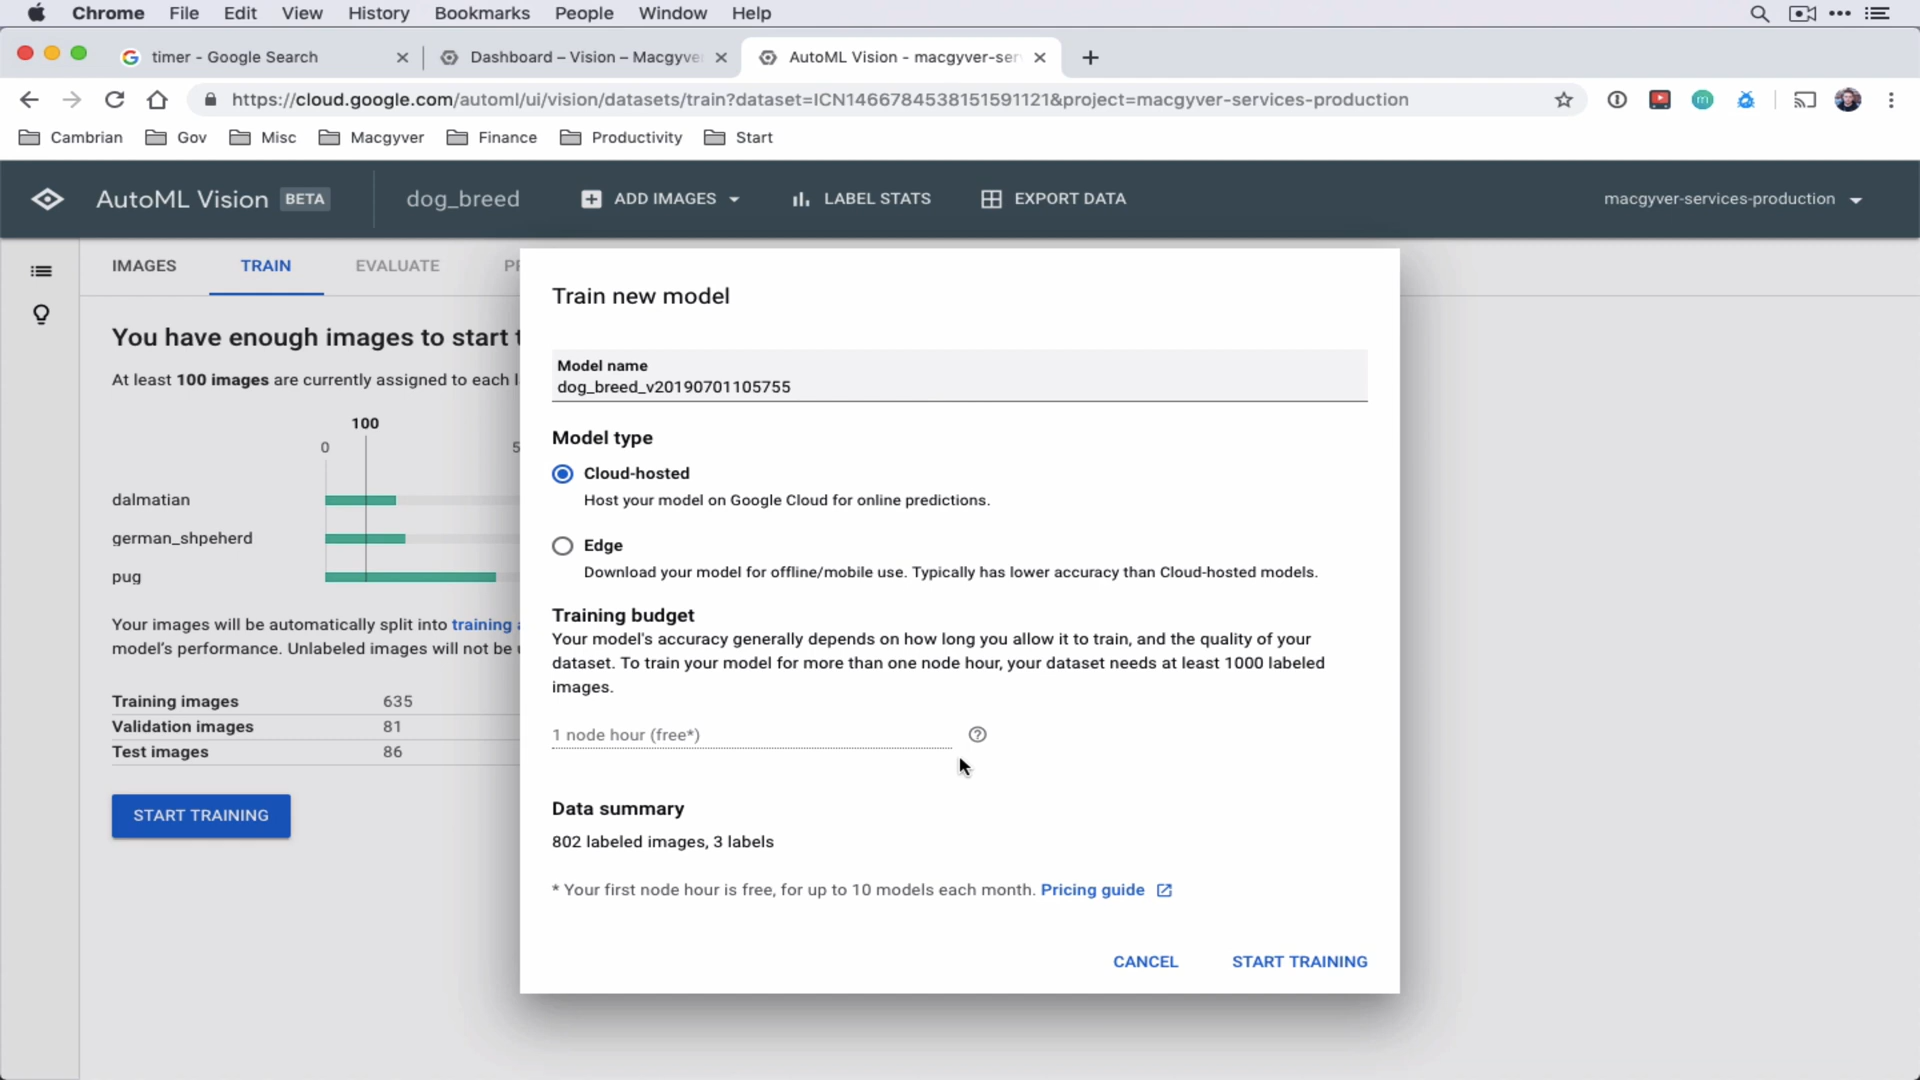 Chrome File Edit View History Bookmarks People Window Help
timer - Google Search
Dashboard – Vision – Macgyve
AutoML Vision - macgyver-ser
https://cloud.google.com/automl/ui/vision/datasets/train?dataset=ICN1466784538151591121&project=macgyver-services-production
Cambrian Gov Misc Macgyver Finance Productivity Start
AutoML Vision BETA dog_breed ADD IMAGES LABEL STATS EXPORT DATA macgyver-services-production
IMAGES TRAIN EVALUATE
You have enough images to start
At least 100 images are currently assigned to each
100
0
dalmatian
german_shpeherd
pug
Your images will be automatically split into training
model's performance. Unlabeled images will not be
Training images 635
Validation images 81
Test images 86
START TRAINING
Train new model
Model name
dog_breed_v20190701105755
Model type
Cloud-hosted
Host your model on Google Cloud for online predictions.
Edge
Download your model for offline/mobile use. Typically has lower accuracy than Cloud-hosted models.
Training budget
Your model's accuracy generally depends on how long you allow it to train, and the quality of your
dataset. To train your model for more than one node hour, your dataset needs at least 1000 labeled
images.
1 node hour (free*)
Data summary
802 labeled images, 3 labels
* Your first node hour is free, for up to 10 models each month. Pricing guide
CANCEL START TRAINING